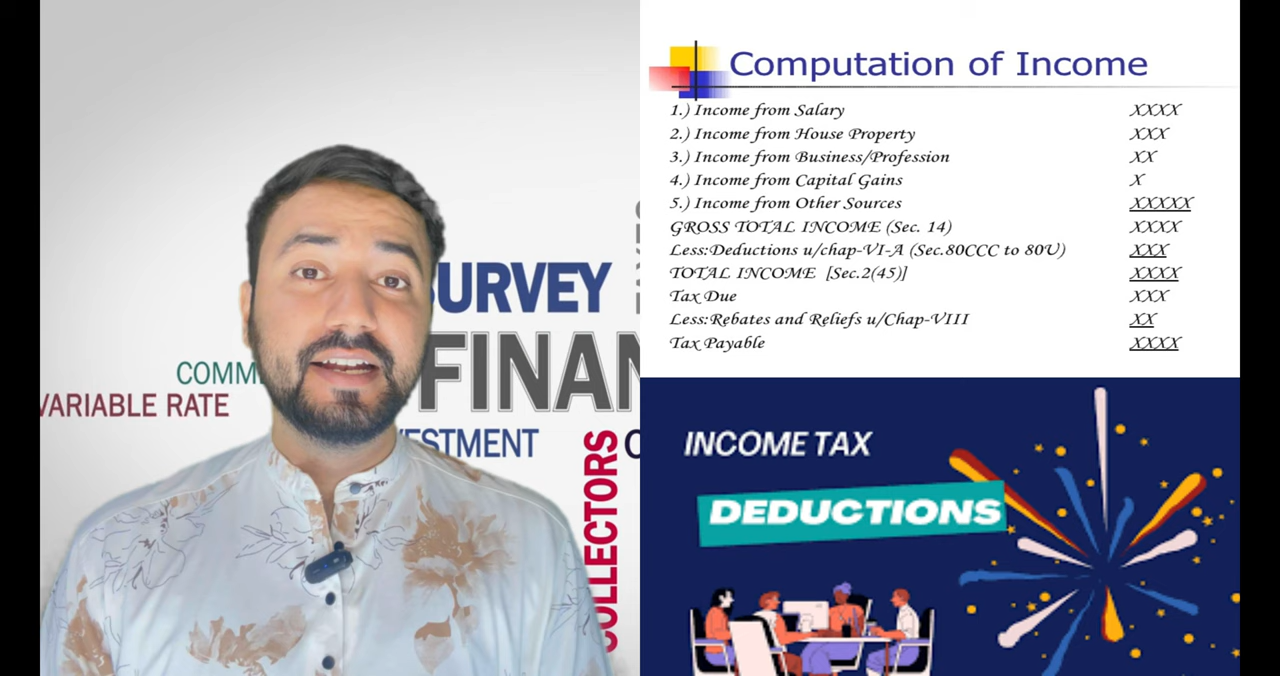 SURVEY
FINAN
COMM
VARIABLE RATE
VESTMENT
COLLECTORS
Computation of Income
1.) Income from Salary XXXX
2.) Income from House Property XXX
3.) Income from Business/Profession XX
4.) Income from Capital Gains X
5.) Income from Other Sources XXXXX
GROSS TOTAL INCOME (Sec. 14) XXXX
Less:Deductions u/chap-VI-A (Sec.80CCC to 80U) XXX
TOTAL INCOME [Sec.2(45)] XXXX
Tax Due XXX
Less:Rebates and Reliefs u/Chap-VIII XX
Tax Payable XXXX
INCOME TAX
DEDUCTIONS